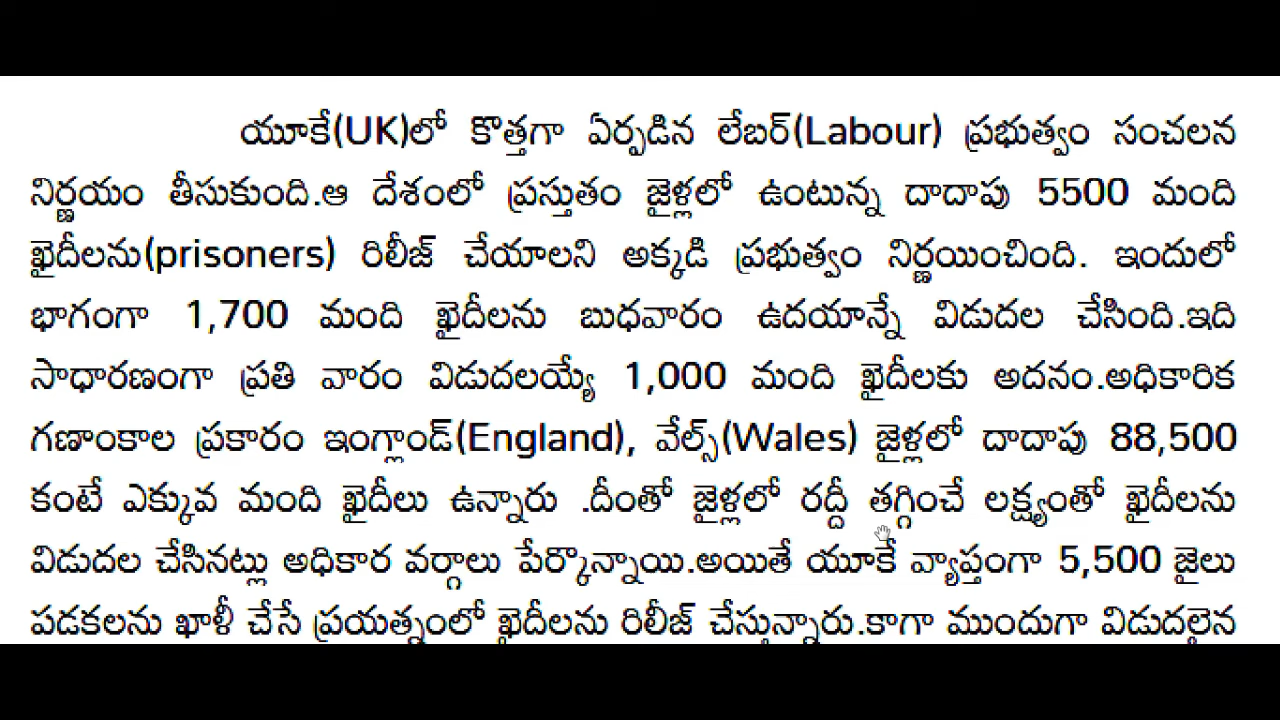 యూకే(UK)లో కొత్తగా ఏర్పడిన లేబర్(Labour) ప్రభుత్వం సంచలన
నిర్ణయం తీసుకుంది.ఆ దేశంలో ప్రస్తుతం జైళ్లలో ఉంటున్న దాదాపు 5500 మంది
ఖైదీలను(prisoners) రిలీజ్ చేయాలని అక్కడి ప్రభుత్వం నిర్ణయించింది. ఇందులో
భాగంగా 1,700 మంది ఖైదీలను బుధవారం ఉదయాన్నే విడుదల చేసింది.ఇది
సాధారణంగా ప్రతి వారం విడుదలయ్యే 1,000 మంది ఖైదీలకు అదనం.అధికారిక
గణాంకాల ప్రకారం ఇంగ్లాండ్(England), వేల్స్(Wales) జైళ్లలో దాదాపు 88,500
కంటే ఎక్కువ మంది ఖైదీలు ఉన్నారు .దీంతో జైళ్లలో రద్దీ తగ్గించే లక్ష్యంతో ఖైదీలను
విడుదల చేసినట్లు అధికార వర్గాలు పేర్కొన్నాయి.అయితే యూకే వ్యాప్తంగా 5,500 జైలు
పడకలను ఖాళీ చేసే ప్రయత్నంలో ఖైదీలను రిలీజ్ చేస్తున్నారు.కాగా ముందుగా విడుదలైన